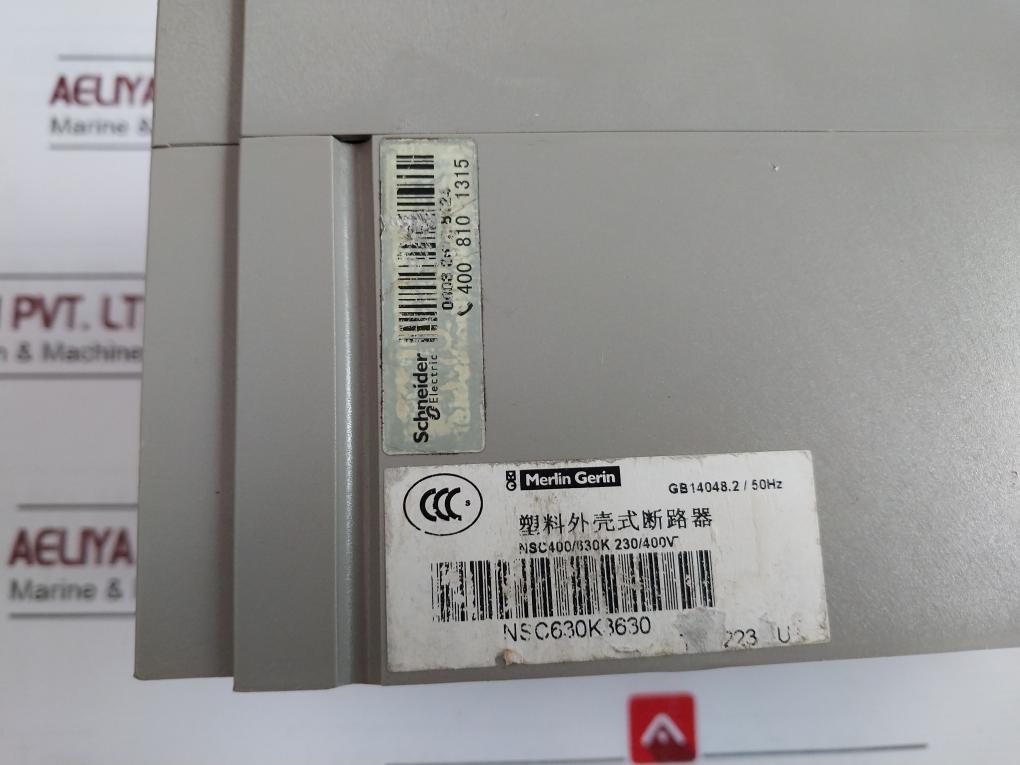 AELIYA
Marine &
PVT. LT
n & Machine
AELIYA
Marine &
Schneider
Electric
400 810 1315
CCC S
Merlin Gerin
GB14048.2 / 50Hz
塑料外壳式断路器
NSC400/630K 230/400V
NSC630K3630
223 U